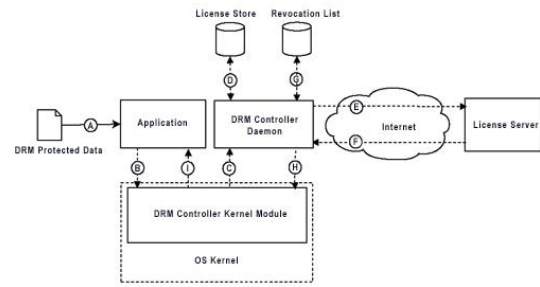 License Store
Revocation List
D
G
A
Application
DRM Controller
Daemon
E
Internet
F
License Server
DRM Protected Data
B
I
C
H
DRM Controller Kernel Module
OS Kernel